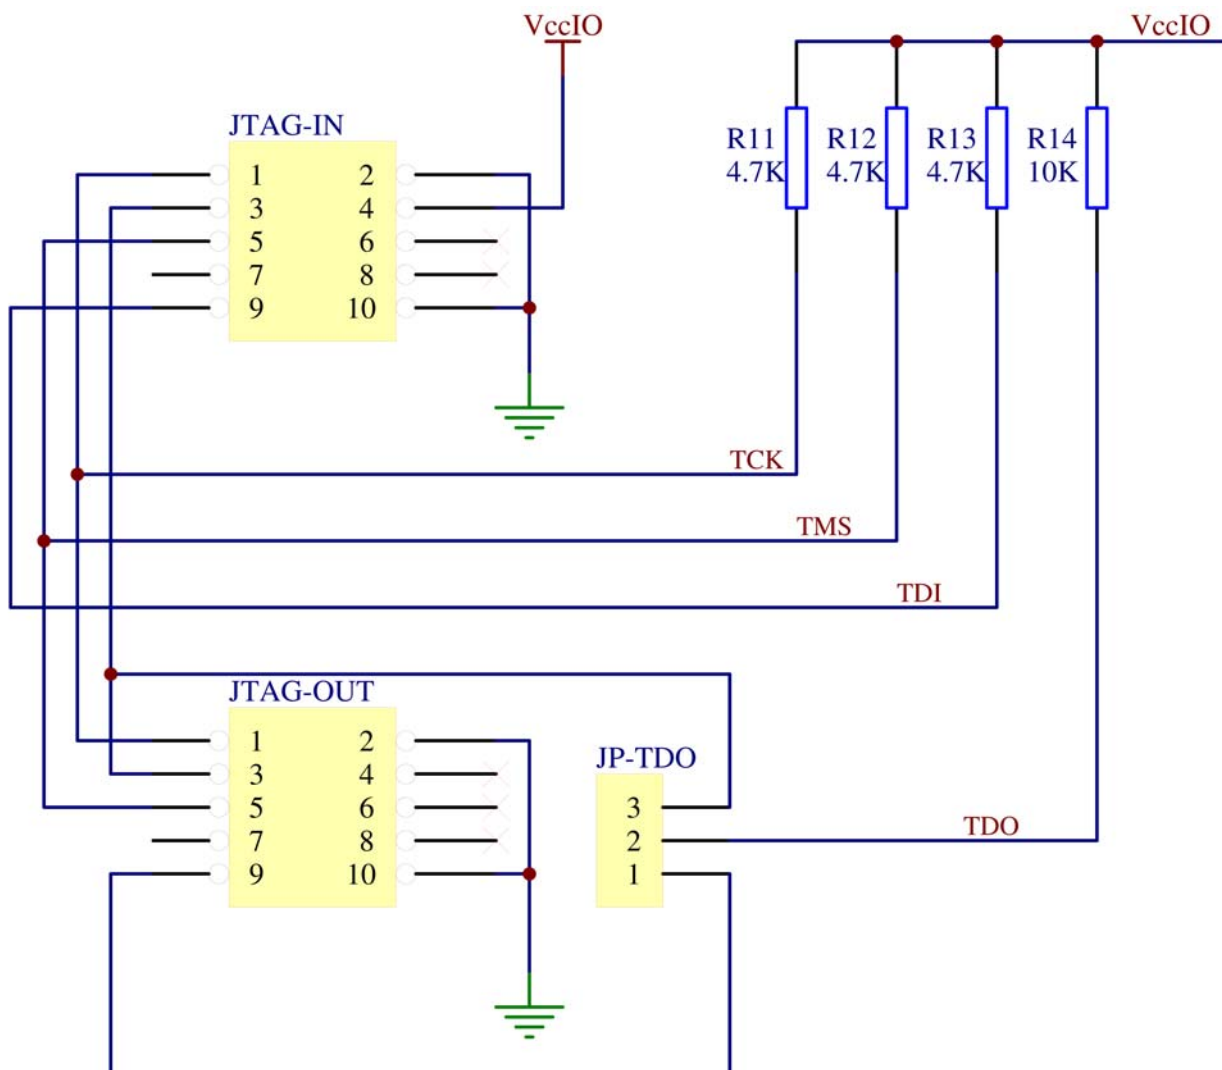 VccIO
VccIO
JTAG-IN
1 2
3 4
5 6
7 8
9 10
R11
4.7K
R12
4.7K
R13
4.7K
R14
10K
TCK
TMS
TDI
JTAG-OUT
1 2
3 4
5 6
7 8
9 10
JP-TDO
3
2
1
TDO